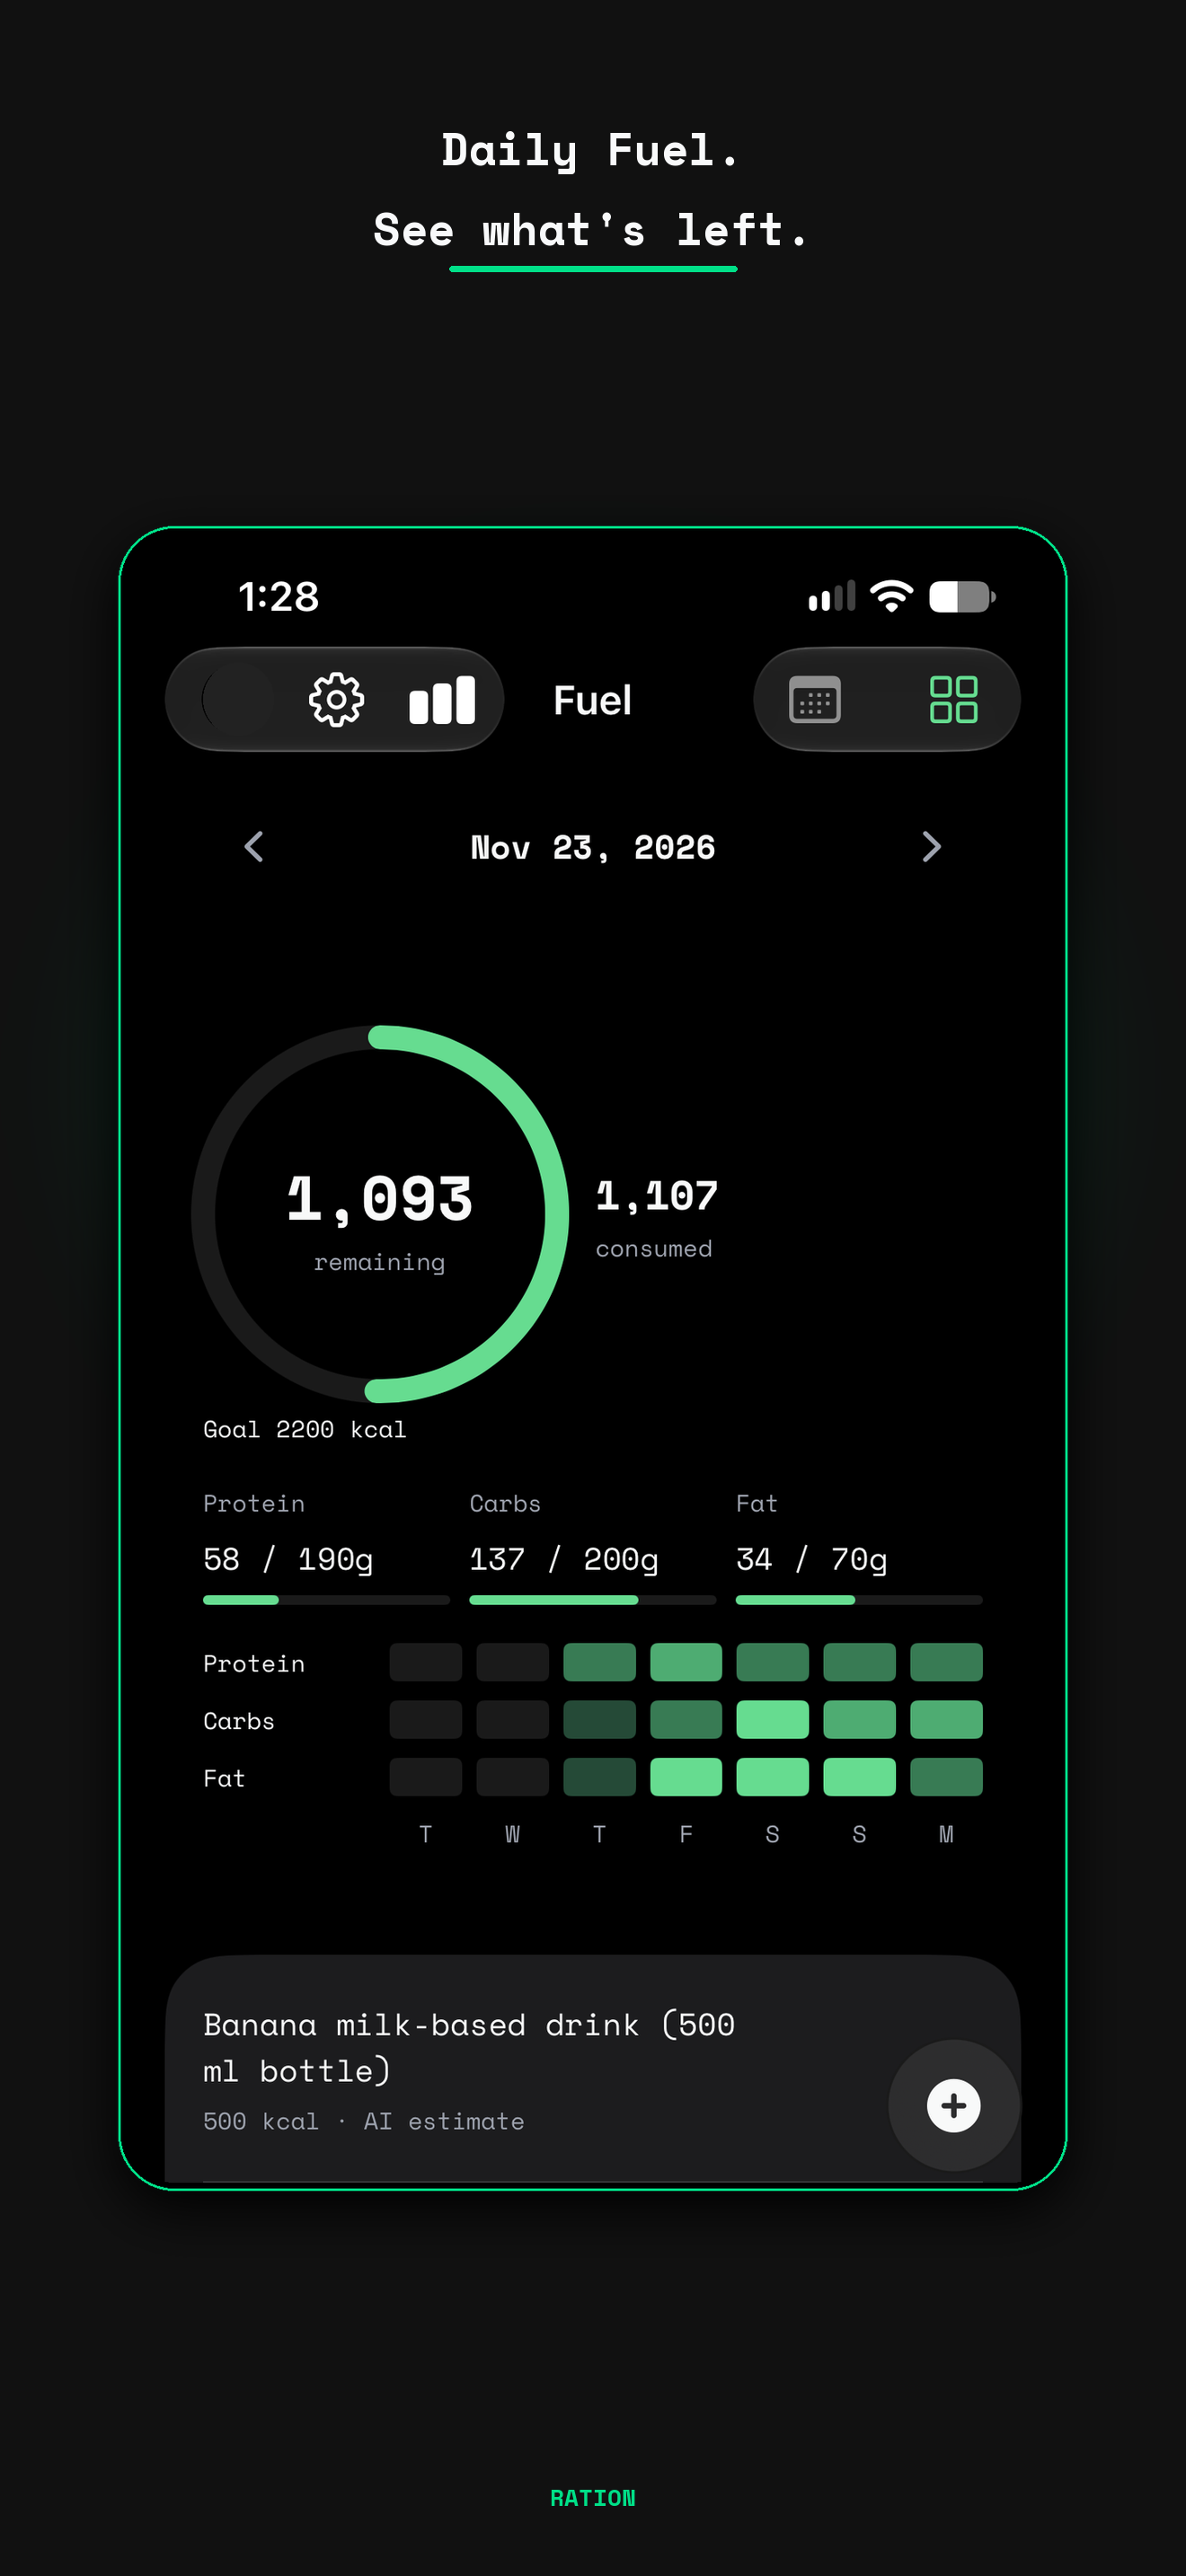 Daily Fuel.
See what's left.
1:28
Fuel
Nov 23, 2026
1,093
remaining
1,107
consumed
Goal 2200 kcal
Protein Carbs Fat
58 / 190g 137 / 200g 34 / 70g
Protein
Carbs
Fat
T W T F S S M
Banana milk-based drink (500
ml bottle)
500 kcal · AI estimate
RATION